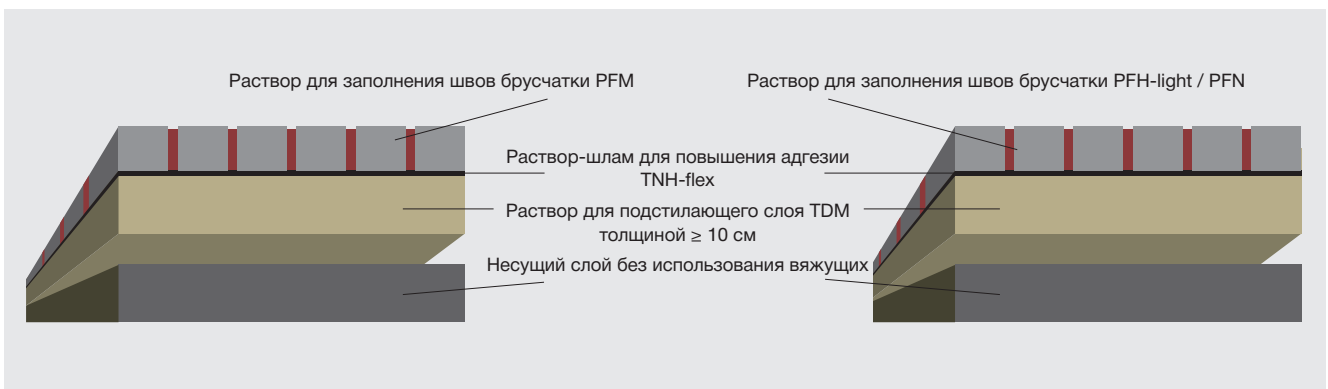 Раствор для заполнения швов брусчатки PFM
Раствор для заполнения швов брусчатки PFH-light / PFN
Раствор-шлам для повышения адгезии
TNH-flex
Раствор для подстилающего слоя TDM
толщиной ≥ 10 см
Несущий слой без использования вяжущих